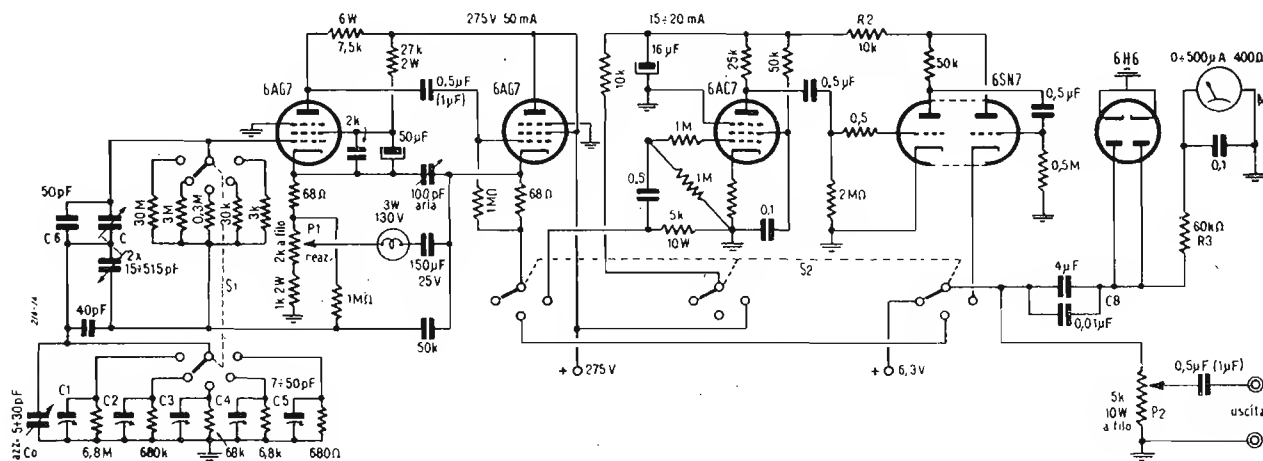 6W
7,5k
275V 50mA
27k
2W
6AG7
0,5µF
(1µF)
6AG7
2k
50µF
68Ω
100pF
aria
1MΩ
68Ω
50pF
C6
C
2x
15÷515pF
30M
3M
0,3M
30k
3k
S1
40pF
P1
2k a filo
reaz.
1k 2W
3W
130V
150µF
25V
1MΩ
50k
15÷20mA
10k
16µF
25k
50k
6AC7
0,5µF
1M
1M
0,5
5k
10W
0,1
R2
10k
50k
6SN7
0,5
2MΩ
0,5µF
0,5M
6H6
0÷500µA 400Ω
0,1
60kΩ
R3
S2
+ 275V
+ 6,3V
4µF
C8
0,01µF
0,5µF(1µF)
5k
10W
a filo
P2
uscita
azz- 5÷30pF
Co
C1
C2
C3
C4
C5
7÷50pF
6,8M
680k
68k
6,8k
680Ω